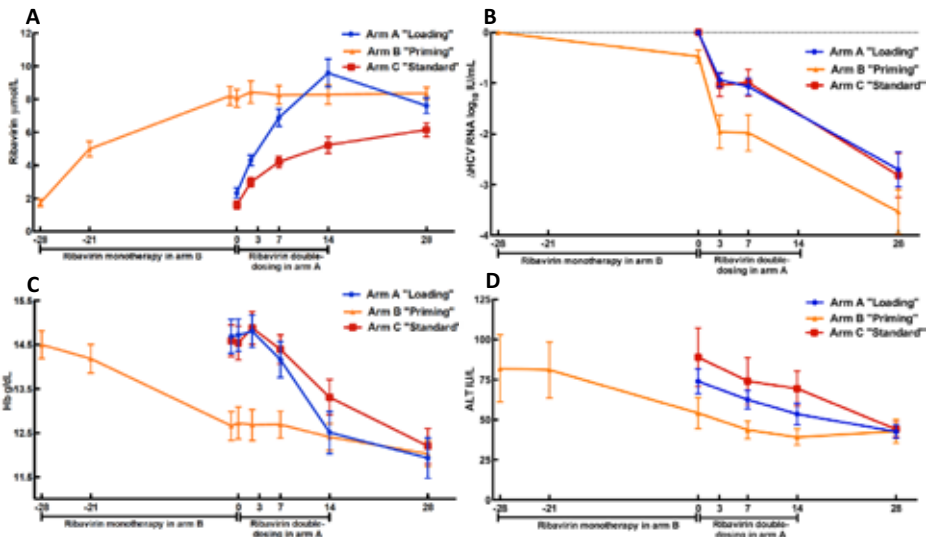 A
Arm A "Loading"
Arm B "Priming"
Arm C "Standard"
Ribavirin µmol/L
12
10
8
6
4
2
0
-28
-21
0
3
7
14
28
Ribavirin monotherapy in arm B
Ribavirin double-
dosing in arm A
B
Arm A "Loading"
Arm B "Priming"
Arm C "Standard"
ΔHCV RNA log10 IU/mL
0
-1
-2
-3
-4
-28
-21
0
3
7
14
28
Ribavirin monotherapy in arm B
Ribavirin double-
dosing in arm A
C
Arm A "Loading"
Arm B "Priming"
Arm C "Standard"
Hb g/dL
15.5
14.5
13.5
12.5
11.5
-28
-21
0
3
7
14
28
Ribavirin monotherapy in arm B
Ribavirin double-
dosing in arm A
D
Arm A "Loading"
Arm B "Priming"
Arm C "Standard"
ALT IU/L
125
100
75
50
25
0
-28
-21
0
3
7
14
28
Ribavirin monotherapy in arm B
Ribavirin double-
dosing in arm A